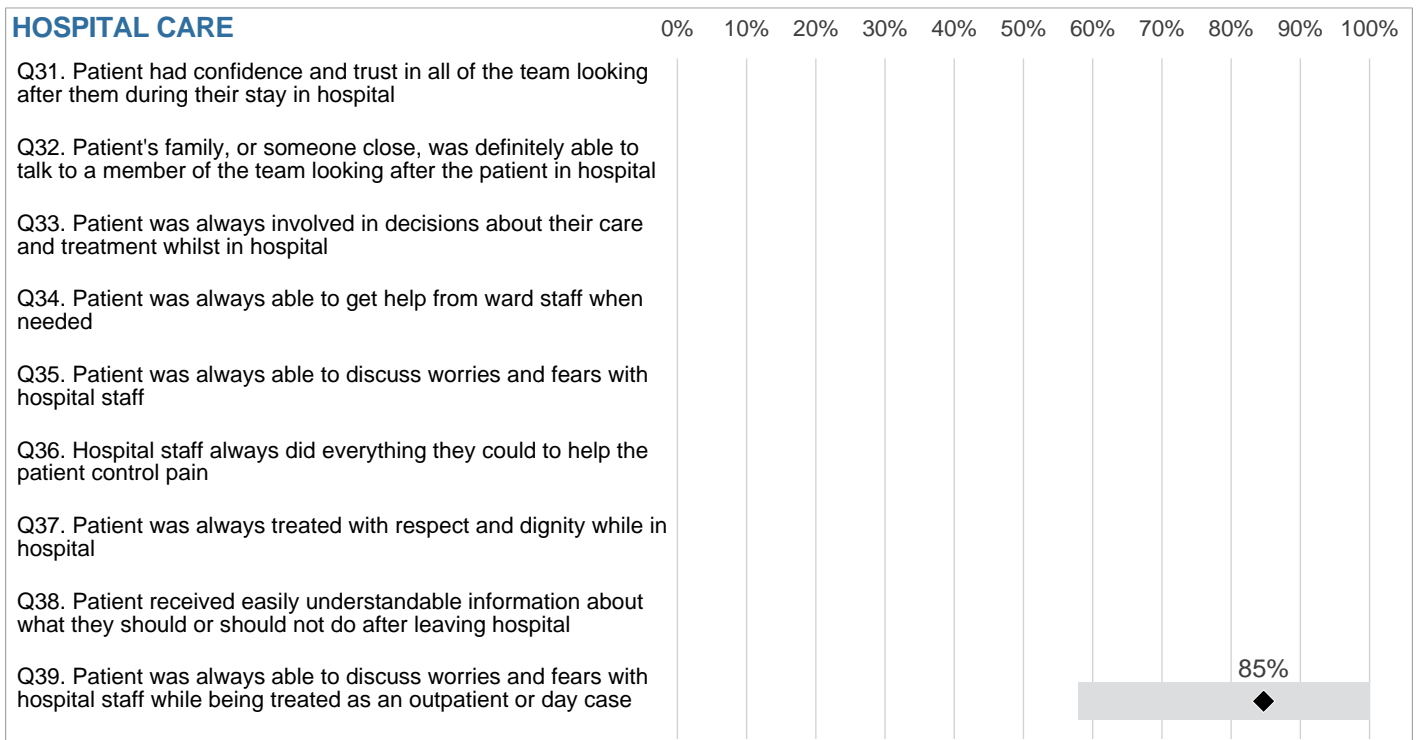 HOSPITAL CARE 0% 10% 20% 30% 40% 50% 60% 70% 80% 90% 100%
Q31. Patient had confidence and trust in all of the team looking
after them during their stay in hospital
Q32. Patient's family, or someone close, was definitely able to
talk to a member of the team looking after the patient in hospital
Q33. Patient was always involved in decisions about their care
and treatment whilst in hospital
Q34. Patient was always able to get help from ward staff when
needed
Q35. Patient was always able to discuss worries and fears with
hospital staff
Q36. Hospital staff always did everything they could to help the
patient control pain
Q37. Patient was always treated with respect and dignity while in
hospital
Q38. Patient received easily understandable information about
what they should or should not do after leaving hospital
Q39. Patient was always able to discuss worries and fears with
hospital staff while being treated as an outpatient or day case
85%